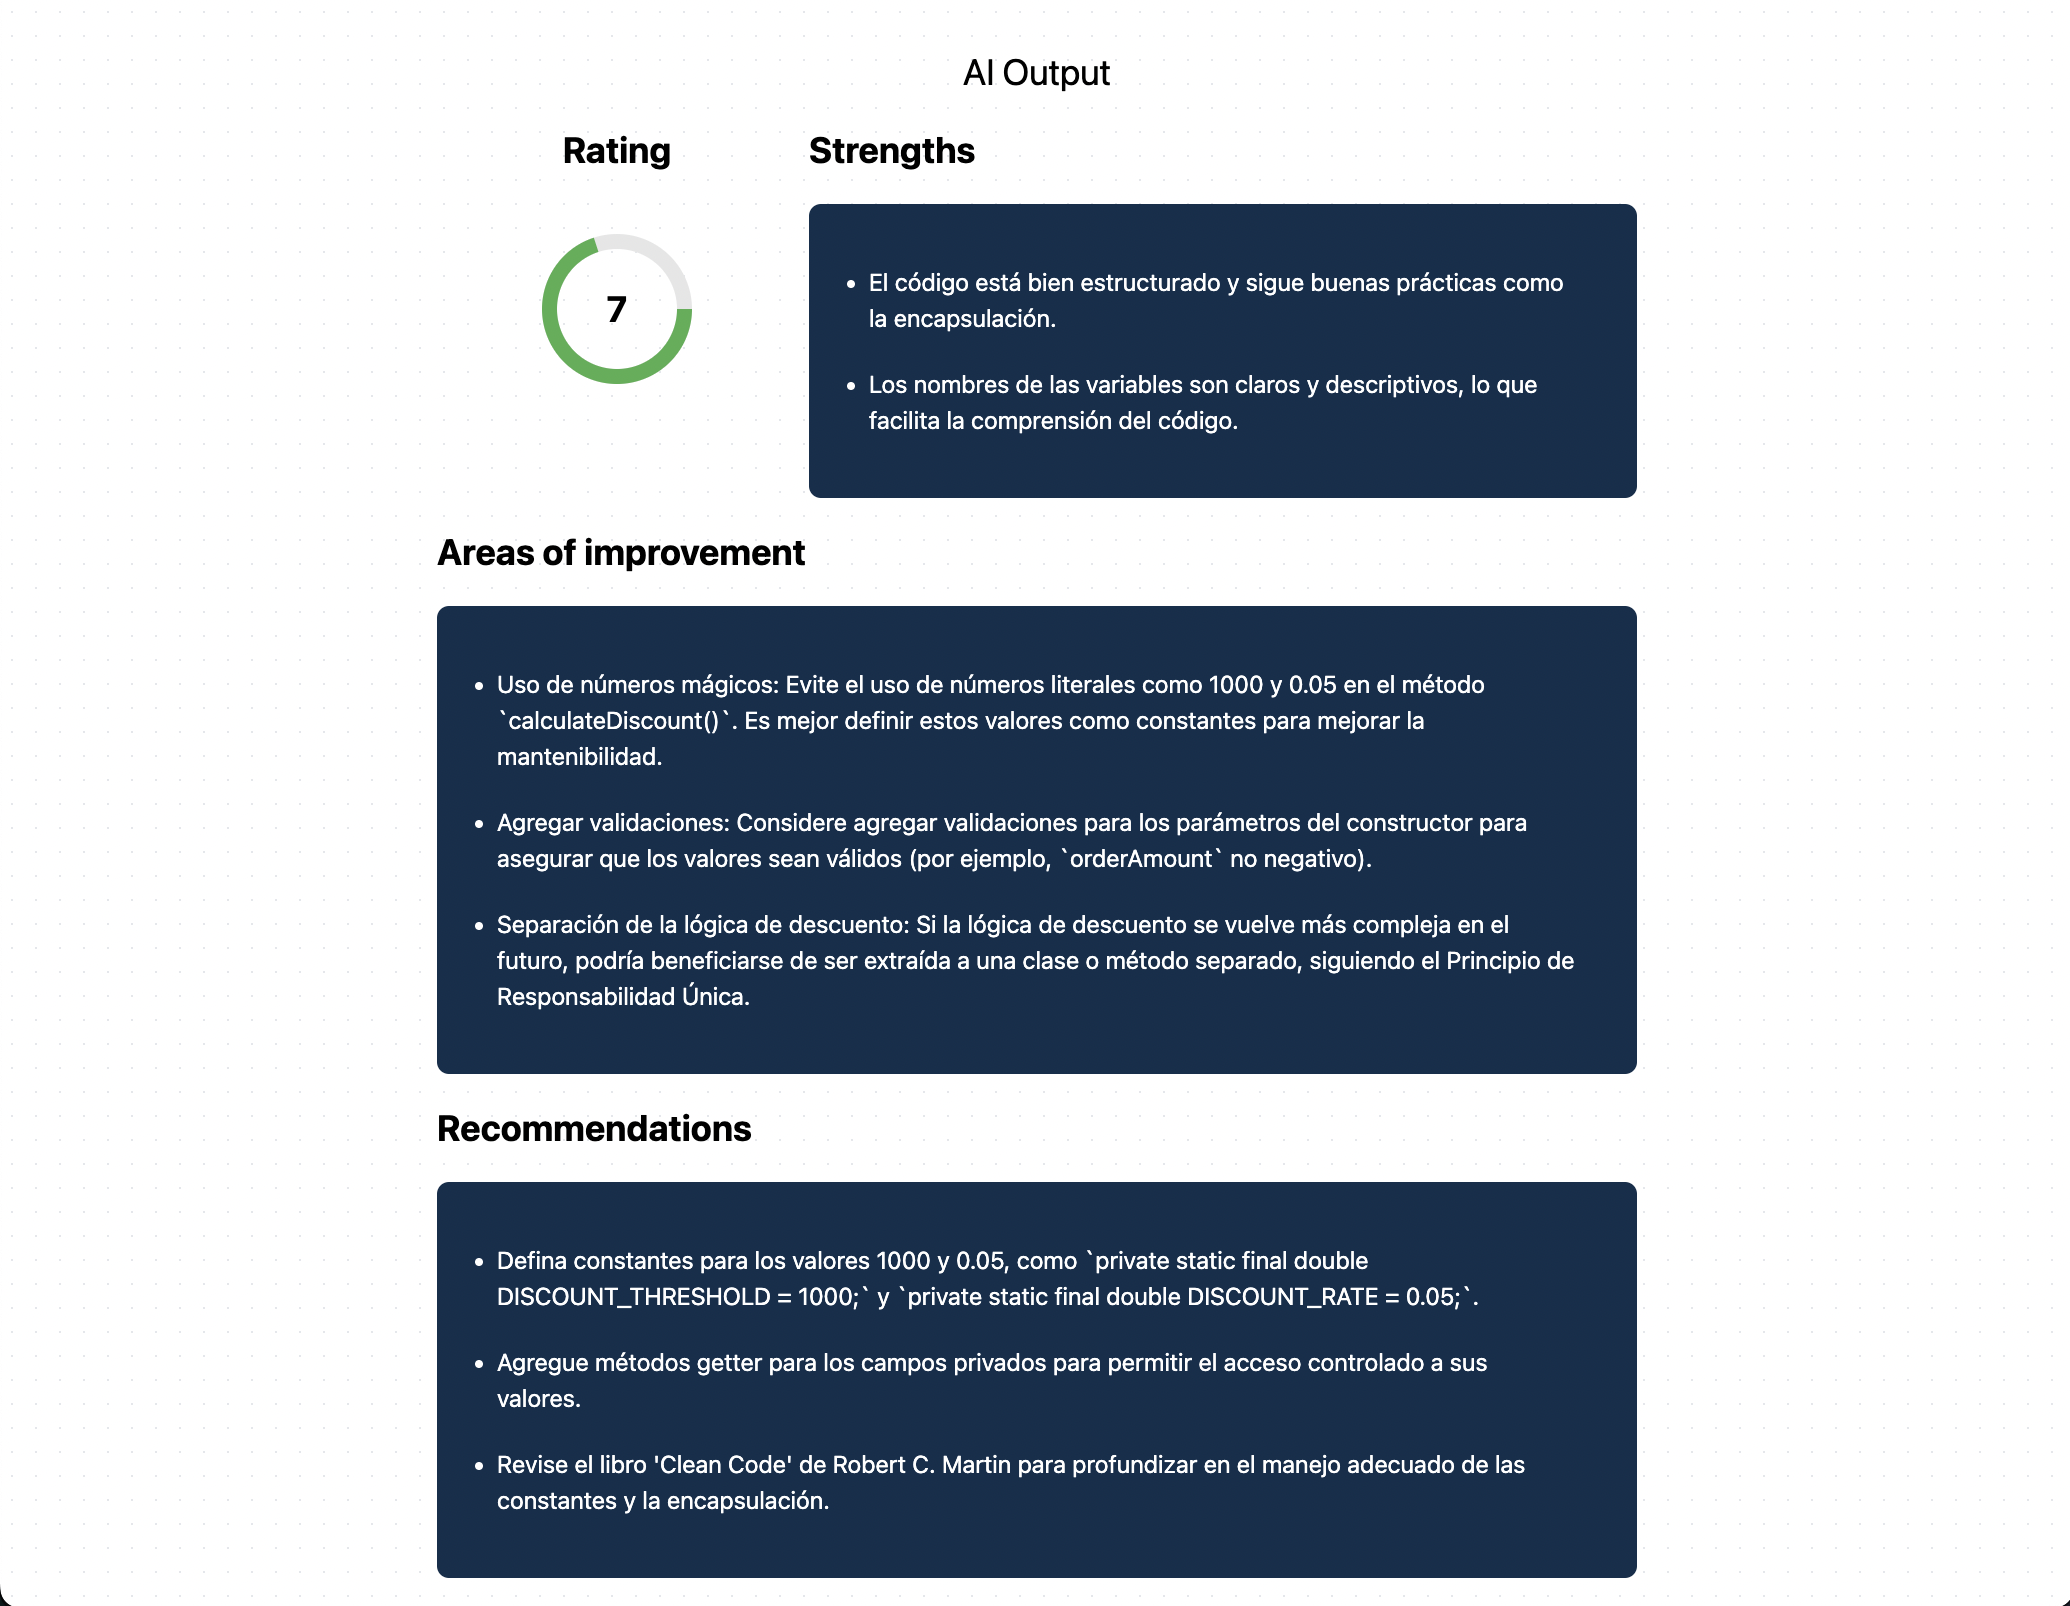 AI Output
Rating
7
Strengths
• El código está bien estructurado y sigue buenas prácticas como
la encapsulación.
• Los nombres de las variables son claros y descriptivos, lo que
facilita la comprensión del código.
Areas of improvement
• Uso de números mágicos: Evite el uso de números literales como 1000 y 0.05 en el método
`calculateDiscount()`. Es mejor definir estos valores como constantes para mejorar la
mantenibilidad.
• Agregar validaciones: Considere agregar validaciones para los parámetros del constructor para
asegurar que los valores sean válidos (por ejemplo, `orderAmount` no negativo).
• Separación de la lógica de descuento: Si la lógica de descuento se vuelve más compleja en el
futuro, podría beneficiarse de ser extraída a una clase o método separado, siguiendo el Principio de
Responsabilidad Única.
Recommendations
• Defina constantes para los valores 1000 y 0.05, como `private static final double
DISCOUNT_THRESHOLD = 1000;` y `private static final double DISCOUNT_RATE = 0.05;`.
• Agregue métodos getter para los campos privados para permitir el acceso controlado a sus
valores.
• Revise el libro 'Clean Code' de Robert C. Martin para profundizar en el manejo adecuado de las
constantes y la encapsulación.